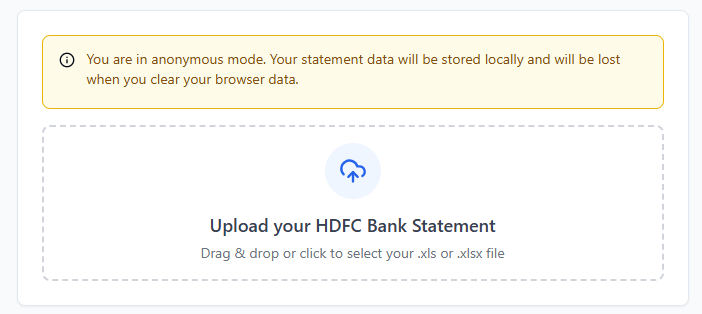 You are in anonymous mode. Your statement data will be stored locally and will be lost
when you clear your browser data.
Upload your HDFC Bank Statement
Drag & drop or click to select your .xls or .xlsx file